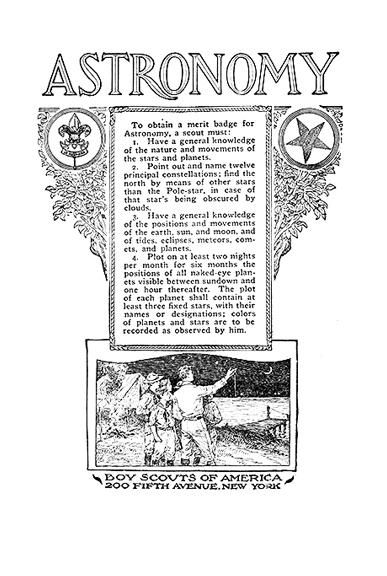 ASTRONOMY
To obtain a merit badge for
Astronomy, a scout must:
1. Have a general knowledge
of the nature and movements of
the stars and planets.
2. Point out and name twelve
principal constellations; find the
north by means of other stars
than the Pole-star, in case of
that star's being obscured by
clouds.
3. Have a general knowledge
of the positions and movements
of the earth, sun, and moon, and
of tides, eclipses, meteors, com-
ets, and planets.
4. Plot on at least two nights
per month for six months the
positions of all naked-eye plan-
ets visible between sundown and
one hour thereafter. The plot
of each planet shall contain at
least three fixed stars, with their
names or designations; colors
of planets and stars are to be
recorded as observed by him.
BOY SCOUTS OF AMERICA
200 FIFTH AVENUE, NEW YORK